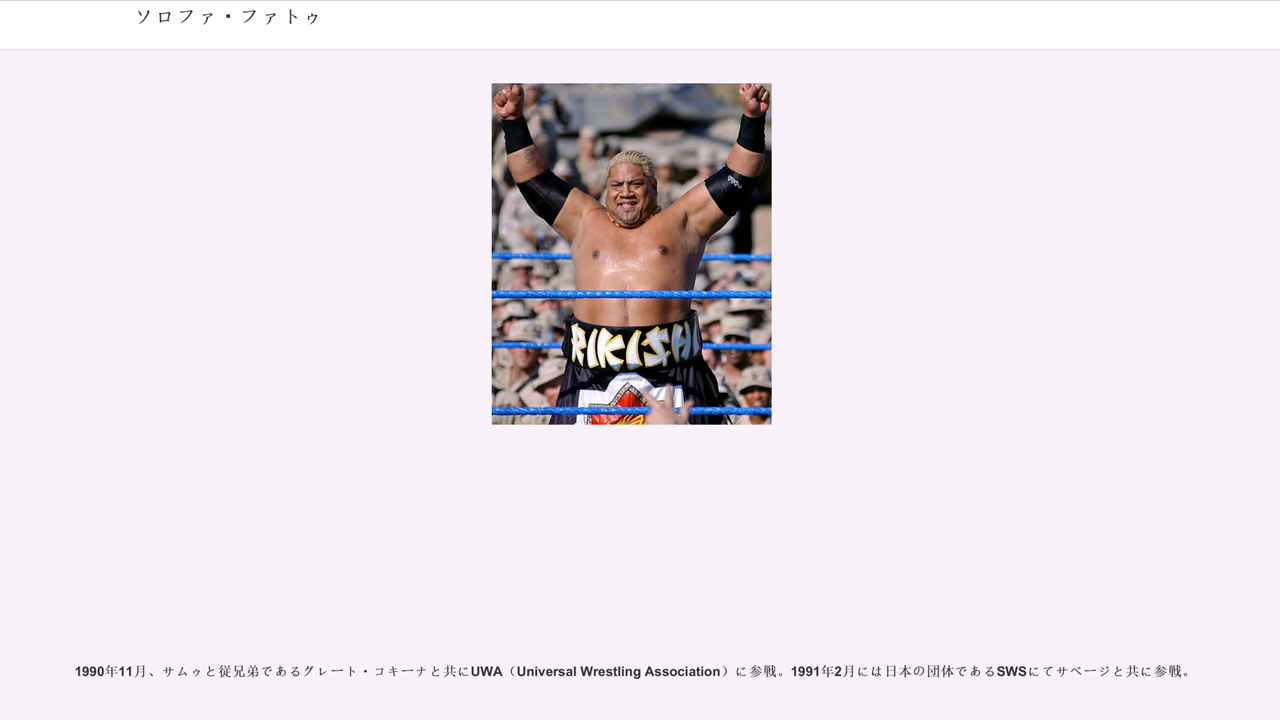 ソロファ・ファトゥ
RIKISHI
1990年11月、サムゥと従兄弟であるグレート・コキーナと共にUWA（Universal Wrestling Association）に参戦。1991年2月には日本の団体であるSWSにてサベージと共に参戦。